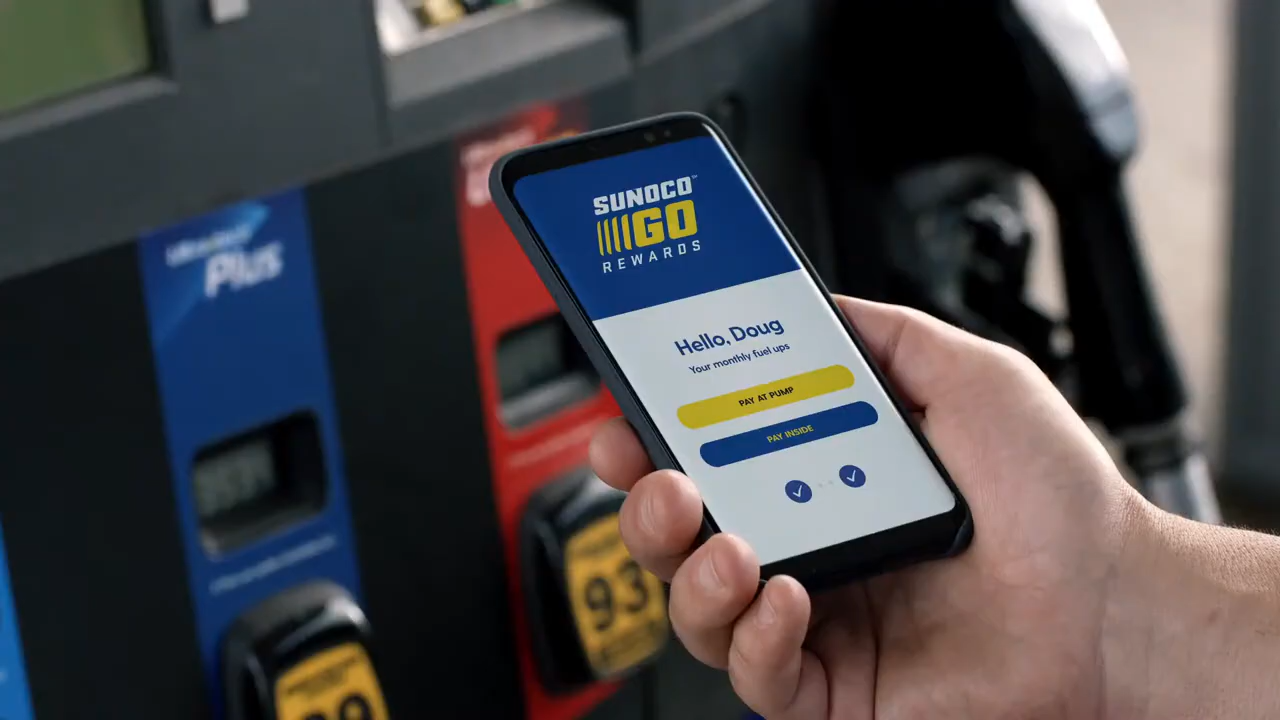 SUNOCO
GO
REWARDS
Hello, Doug
Your monthly fuel ups
PAY AT PUMP
PAY INSIDE
Plus
93